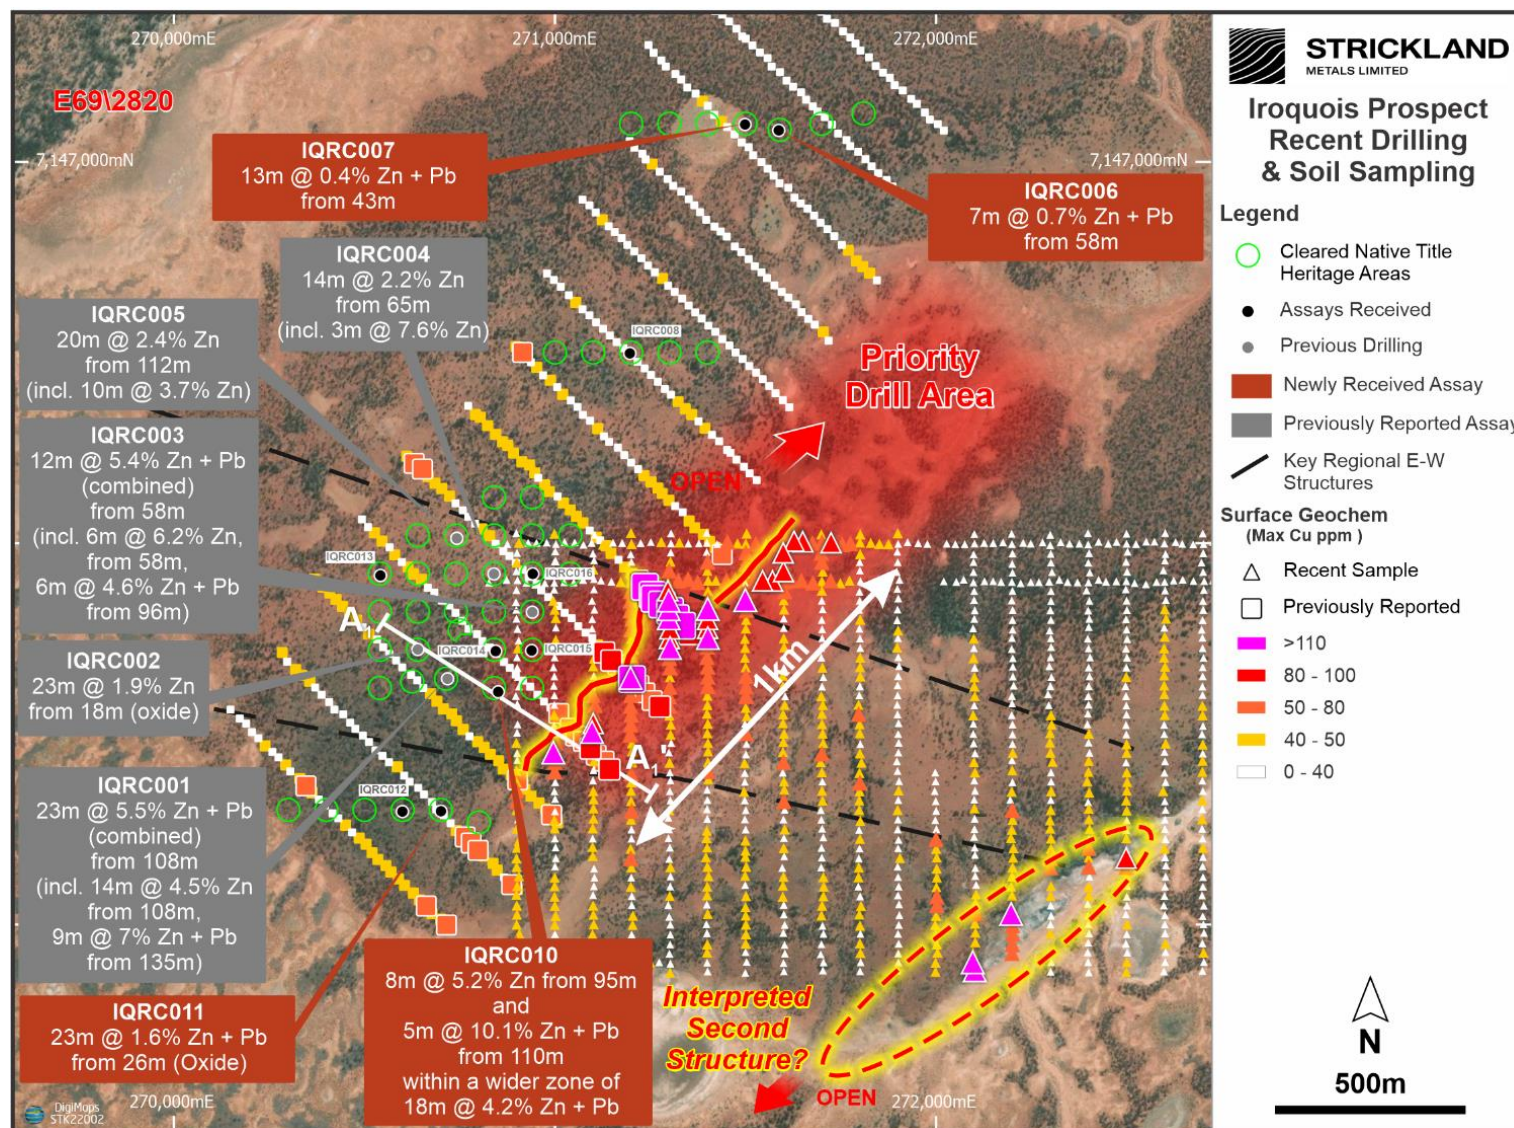 270,000mE
271,000mE
272,000mE
E69\2820
7,147,000mN
7,147,000mN
IQRC007
13m @ 0.4% Zn + Pb
from 43m
IQRC006
7m @ 0.7% Zn + Pb
from 58m
IQRC004
14m @ 2.2% Zn
from 65m
(incl. 3m @ 7.6% Zn)
IQRC005
20m @ 2.4% Zn
from 112m
(incl. 10m @ 3.7% Zn)
IQRC008
Priority
Drill Area
OPEN
IQRC003
12m @ 5.4% Zn + Pb
(combined)
from 58m
(incl. 6m @ 6.2% Zn,
from 58m,
6m @ 4.6% Zn + Pb
from 96m)
IQRC013
IQRC016
A1
IQRC014
IQRC015
1km
IQRC002
23m @ 1.9% Zn
from 18m (oxide)
A1'
IQRC012
IQRC001
23m @ 5.5% Zn + Pb
(combined)
from 108m
(incl. 14m @ 4.5% Zn
from 108m,
9m @ 7% Zn + Pb
from 135m)
IQRC011
23m @ 1.6% Zn + Pb
from 26m (Oxide)
IQRC010
8m @ 5.2% Zn from 95m
and
5m @ 10.1% Zn + Pb
from 110m
within a wider zone of
18m @ 4.2% Zn + Pb
Interpreted
Second
Structure?
OPEN
DigiMaps
STK22002
270,000mE
272,000mE
STRICKLAND
METALS LIMITED
Iroquois Prospect
Recent Drilling
& Soil Sampling
Legend
Cleared Native Title
Heritage Areas
Assays Received
Previous Drilling
Newly Received Assay
Previously Reported Assay
Key Regional E-W
Structures
Surface Geochem
(Max Cu ppm )
Recent Sample
Previously Reported
>110
80 - 100
50 - 80
40 - 50
0 - 40
N
500m